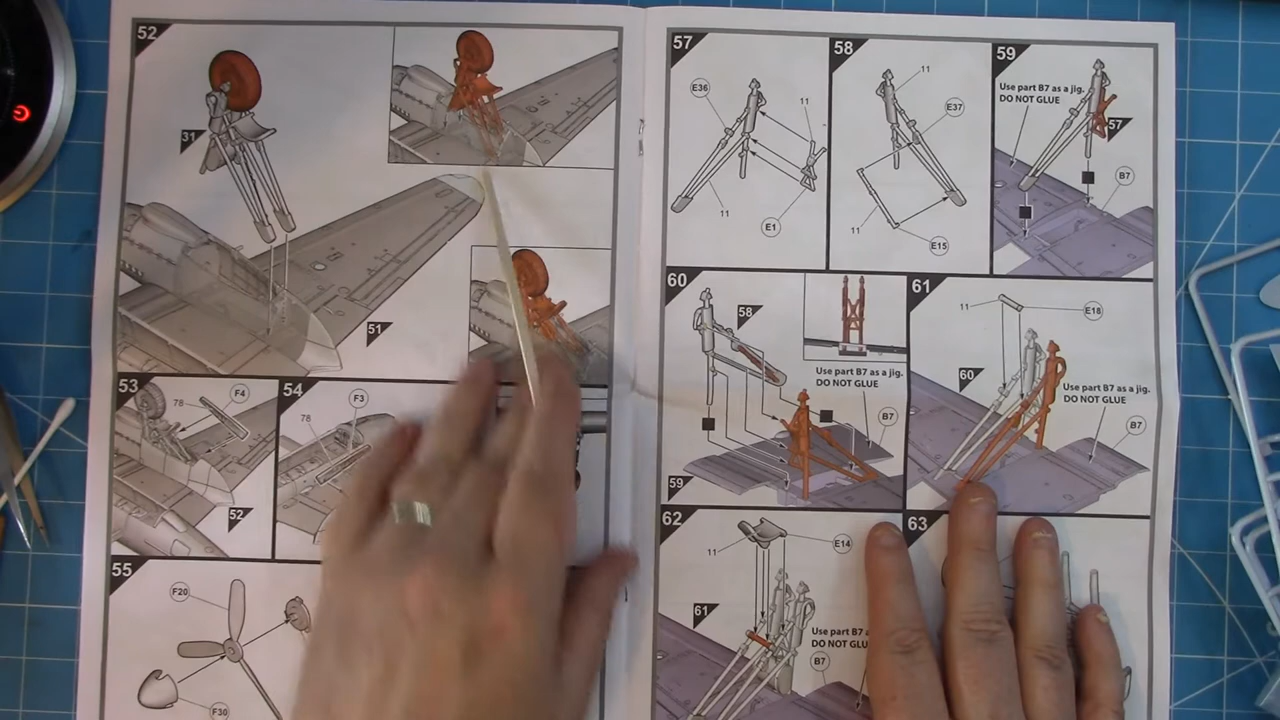 52
31
51
53
F4
78
52
54
F3
78
55
F20
F30
57
E36
11
11
E1
58
11
E37
11
E15
59
Use part B7 as a jig.
DO NOT GLUE
57
B7
60
58
Use part B7 as a jig.
DO NOT GLUE
B7
59
61
11
E18
60
Use part B7 as a jig.
DO NOT GLUE
B7
62
11
E14
61
Use part B7
DO NOT GLU
B7
63